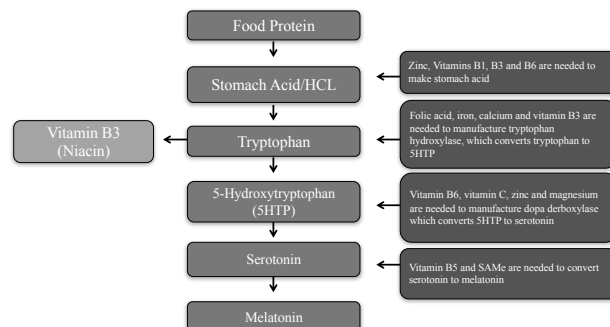 Food Protein
Stomach Acid/HCL
Zinc, Vitamins B1, B3 and B6 are needed to
make stomach acid
Vitamin B3
(Niacin)
Tryptophan
Folic acid, iron, calcium and vitamin B3 are
needed to manufacture tryptophan
hydroxylase, which converts tryptophan to
5HTP
5-Hydroxytryptophan
(5HTP)
Vitamin B6, vitamin C, zinc and magnesium
are needed to manufacture dopa derboxylase
which converts 5HTP to serotonin
Serotonin
Vitamin B5 and SAMe are needed to convert
serotonin to melatonin
Melatonin